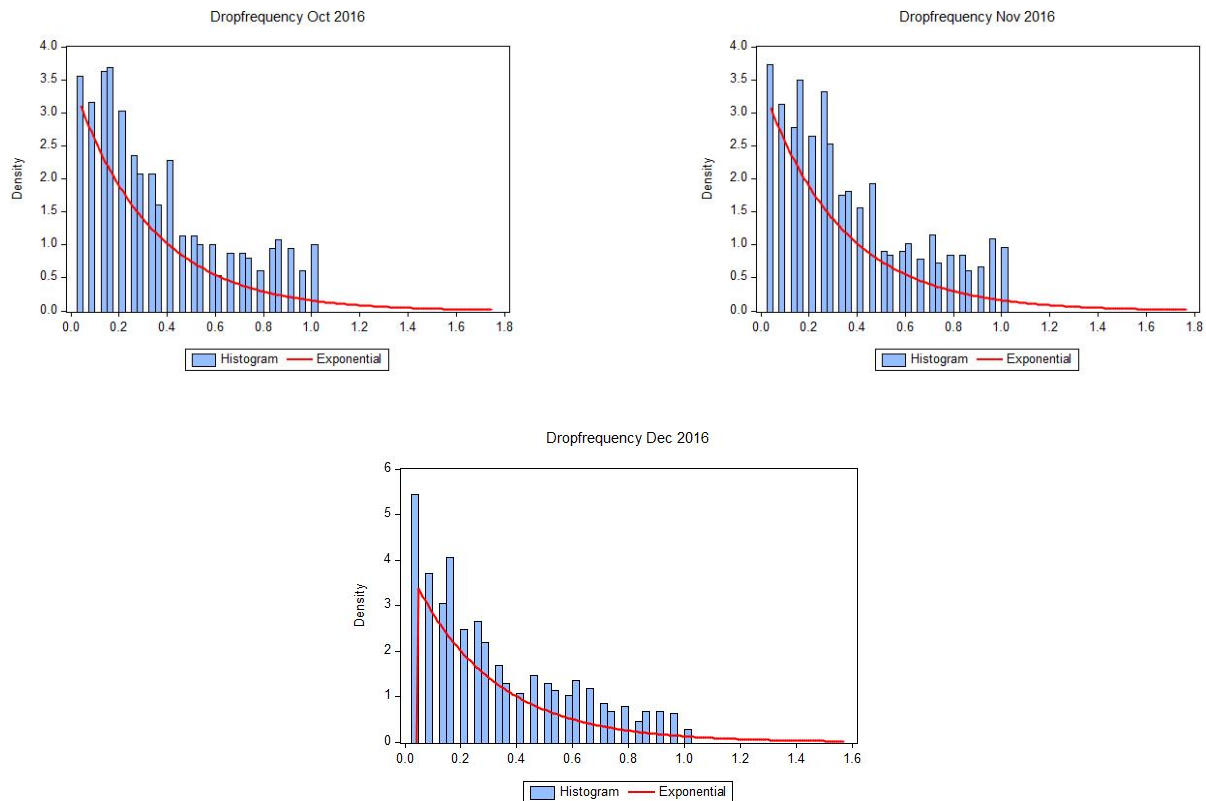 Dropfrequency Oct 2016
4.0
3.5
3.0
2.5
2.0
1.5
1.0
0.5
0.0
Density
0.0 0.2 0.4 0.6 0.8 1.0 1.2 1.4 1.6 1.8
Histogram Exponential
Dropfrequency Nov 2016
4.0
3.5
3.0
2.5
2.0
1.5
1.0
0.5
0.0
Density
0.0 0.2 0.4 0.6 0.8 1.0 1.2 1.4 1.6 1.8
Histogram Exponential
Dropfrequency Dec 2016
6
5
4
3
2
1
0
Density
0.0 0.2 0.4 0.6 0.8 1.0 1.2 1.4 1.6
Histogram Exponential